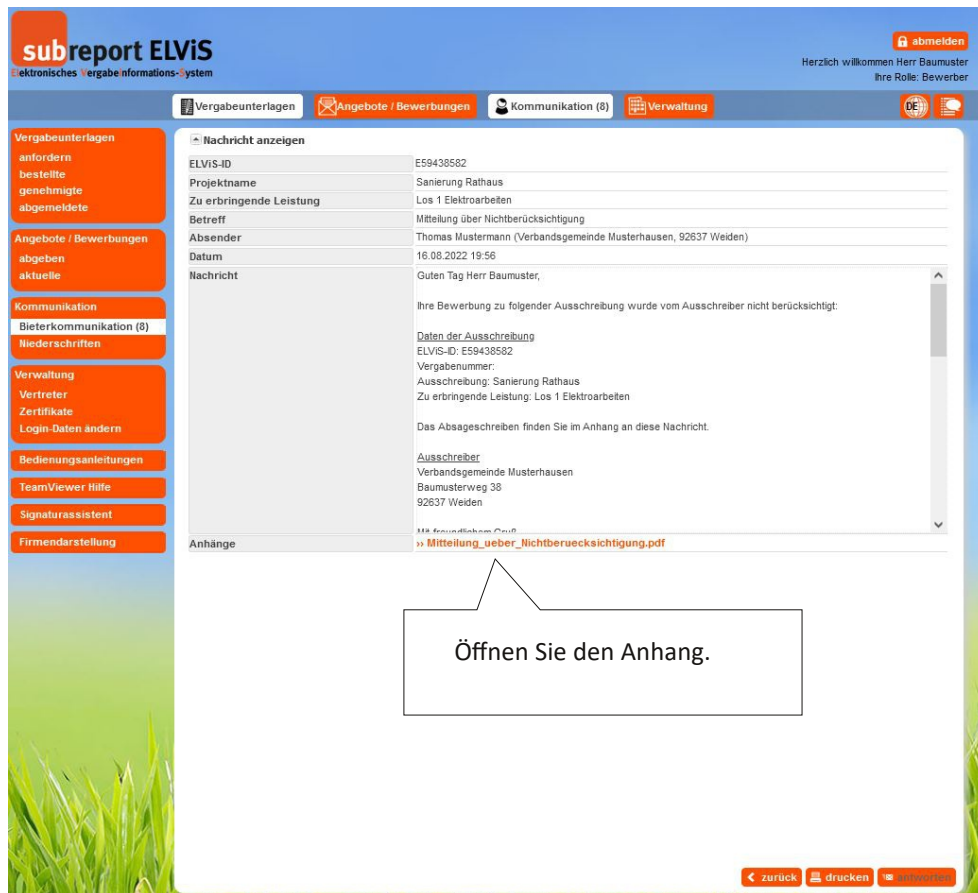 subreport ELViS
Elektronisches Vergabeinformations-System
abmelden
Herzlich willkommen Herr Baumuster
Ihre Rolle: Bewerber
Vergabeunterlagen
Angebote / Bewerbungen
Kommunikation (8)
Verwaltung
DE
Vergabeunterlagen
anfordern
bestellte
genehmigte
abgemeldete
Angebote / Bewerbungen
abgeben
aktuelle
Kommunikation
Bieterkommunikation (8)
Niederschriften
Verwaltung
Vertreter
Zertifikate
Login-Daten ändern
Bedienungsanleitungen
TeamViewer Hilfe
Signaturassistent
Firmendarstellung
Nachricht anzeigen
ELViS-ID E59438582
Projektname Sanierung Rathaus
Zu erbringende Leistung Los 1 Elektroarbeiten
Betreff Mitteilung über Nichtberücksichtigung
Absender Thomas Mustermann (Verbandsgemeinde Musterhausen, 92637 Weiden)
Datum 16.08.2022 19:56
Nachricht Guten Tag Herr Baumuster,
Ihre Bewerbung zu folgender Ausschreibung wurde vom Ausschreiber nicht berücksichtigt:
Daten der Ausschreibung
ELViS-ID: E59438582
Vergabenummer:
Ausschreibung: Sanierung Rathaus
Zu erbringende Leistung: Los 1 Elektroarbeiten
Das Absageschreiben finden Sie im Anhang an diese Nachricht.
Ausschreiber
Verbandsgemeinde Musterhausen
Baumusterweg 38
92637 Weiden
Mit freundlichem Gruß
Anhänge ›› Mitteilung_ueber_Nichtberuecksichtigung.pdf
Öffnen Sie den Anhang.
zurück
drucken
antworten